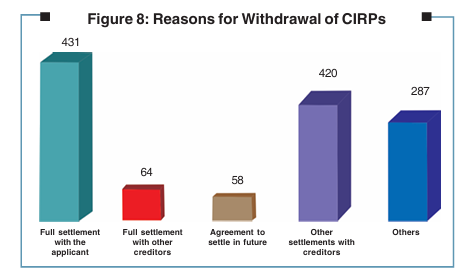 Figure 8: Reasons for Withdrawal of CIRPs
431
64
58
420
287
Full settlement
with the
applicant
Full settlement
with other
creditors
Agreement to
settle in future
Other
settlements with
creditors
Others